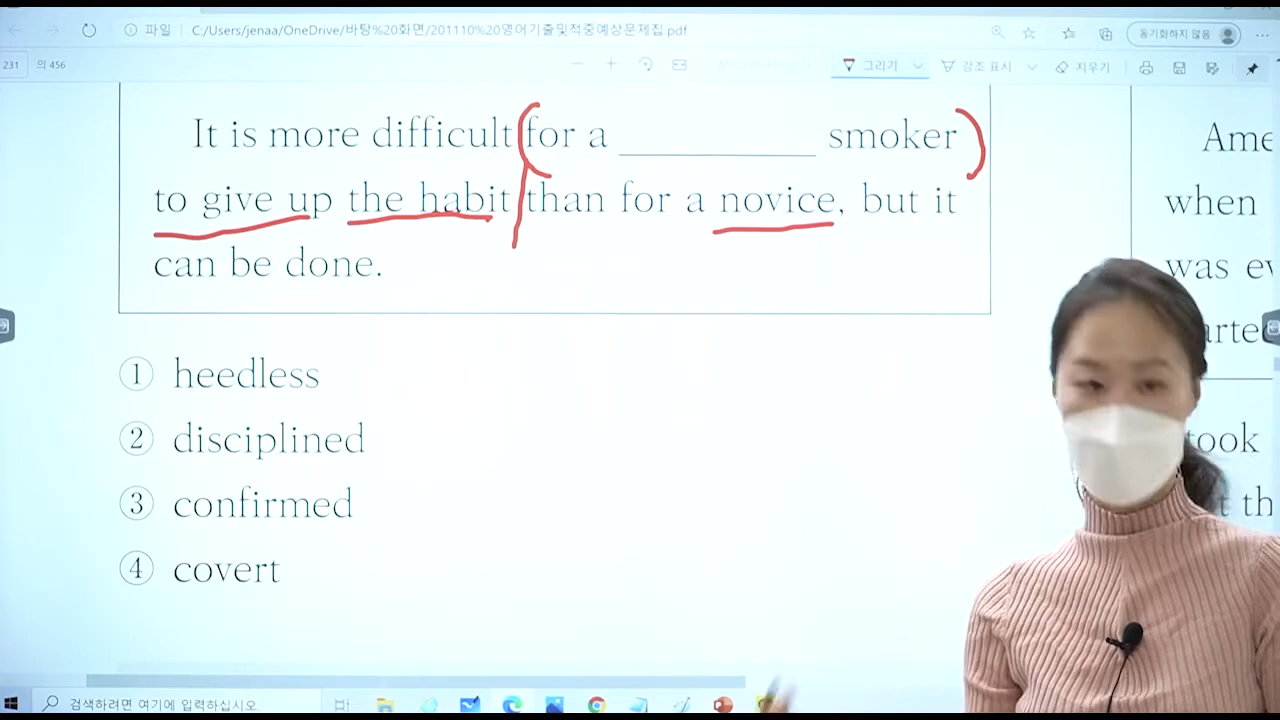 파일 C:/Users/jenaa/OneDrive/바탕%20화면/201110%20영어기출및적중예상문제집.pdf 동기화하지 않음
231 의 456 그리기 강조 표시 지우기
It is more difficult for a ____________ smoker
to give up the habit than for a novice, but it
can be done.
① heedless
② disciplined
③ confirmed
④ covert
Ame
when
was ev
arted
took
t th
검색하려면 여기에 입력하십시오.